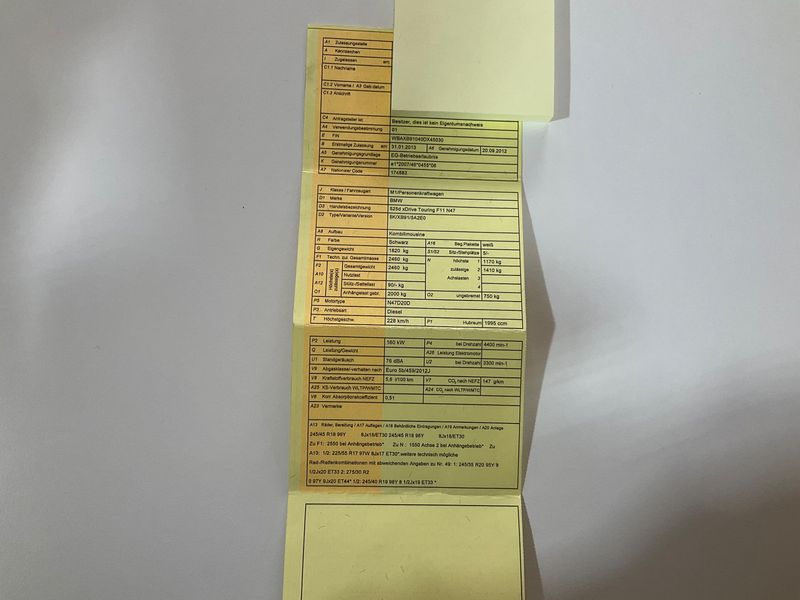 A1 Zulassungsstelle
A Kennzeichen
I Zugelassen am
C1.1 Nachname
C1.2 Vorname / A3 Geb.datum
C1.3 Anschrift
C4 Antragsteller ist Besitzer, dies ist kein Eigentumsnachweis
A4 Verwendungsbestimmung 01
E FIN
B Erstmalige Zulassung am 31.01.2013 A6 Genehmigungsdatum 20.09.2012
A5 Genehmigungsgrundlage EG-Betriebserlaubnis
K Genehmigungsnummer e1*2007/46*0455*08
A7 Nationaler Code 174882
J Klasse / Fahrzeugart M1/Personenkraftwagen
D1 Marke BMW
D3 Handelsbezeichnung 525d xDrive Touring F11 N47
D2 Type/Variante/Version 5K/XB91/5A2E0
A8 Aufbau Kombilimousine
R Farbe Schwarz A16 Beg.Plakette weiß
G Eigengewicht 1820 kg S1/S2 Sitz-/Stehplätze 5/-
F1 Techn. zul. Gesamtmasse 2460 kg N höchste 1 1170 kg
F2 Höchste(s) zulässige(s) Gesamtgewicht 2460 kg zulässige 2 1410 kg
A10 Nutzlast Achslasten 3
A12 Stütz-/Sattellast 90/- kg 4
O1 Anhängelast gebr. 2000 kg O2 ungebremst 750 kg
P5 Motortype N47D20D
P3 Antriebsart Diesel
T Höchstgeschw. 228 km/h P1 Hubraum 1995 ccm
P2 Leistung 160 kW P4 bei Drehzahl 4400 min-1
Q Leistung/Gewicht A28 Leistung Elektromotor
U1 Standgeräusch 76 dBA U2 bei Drehzahl 3300 min-1
V9 Abgasklasse/-verhalten nach Euro 5b/459/2012J
V8 Kraftstoffverbrauch NEFZ 5,6 l/100 km V7 CO2 nach NEFZ 147 g/km
A25 KS-Verbrauch WLTP/WMTC A24 CO2 nach WLTP/WMTC
V6 Korr. Absorptionskoeffizient 0,51
A23 Vermerke
A13 Räder, Bereifung / A17 Auflagen / A18 Behördliche Eintragungen / A19 Anmerkungen / A20 Anlage
245/45 R18 96Y 8Jx18/ET30 245/45 R18 96Y 8Jx18/ET30
Zu F1: 2550 bei Anhängebetrieb* Zu N : 1550 Achse 2 bei Anhängebetrieb* Zu
A13: 1/2: 225/55 R17 97W 8Jx17 ET30*,weitere technisch mögliche
Rad-/Reifenkombinationen mit abweichenden Angaben zu Nr. 49: 1: 245/35 R20 95Y 8
1/2Jx20 ET33 2: 275/30 R2
0 97Y 9Jx20 ET44* 1/2: 245/40 R19 98Y 8 1/2Jx19 ET33 *